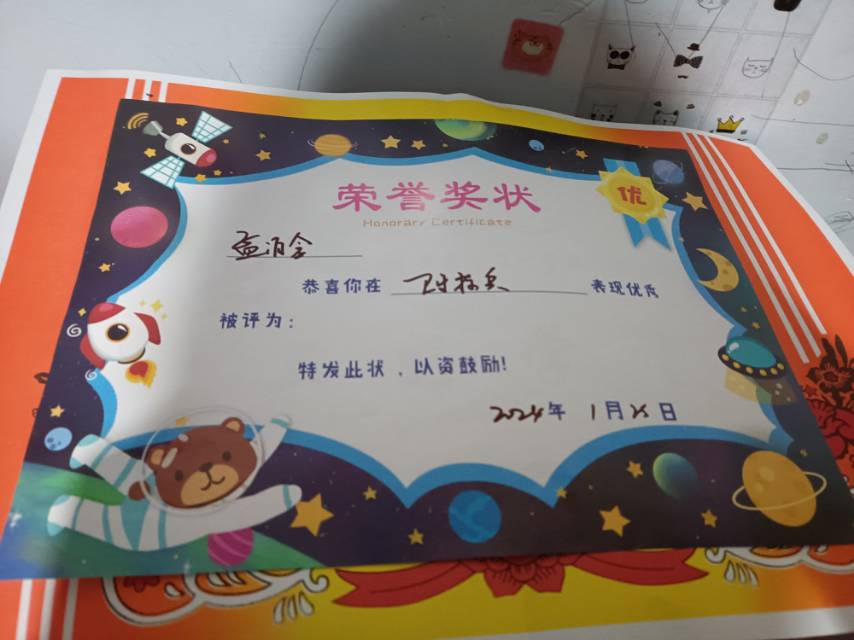 荣誉奖状
Honorary Certificate
优
恭喜你在 表现优秀
被评为：
特发此状，以资鼓励！
2024年 1月 日